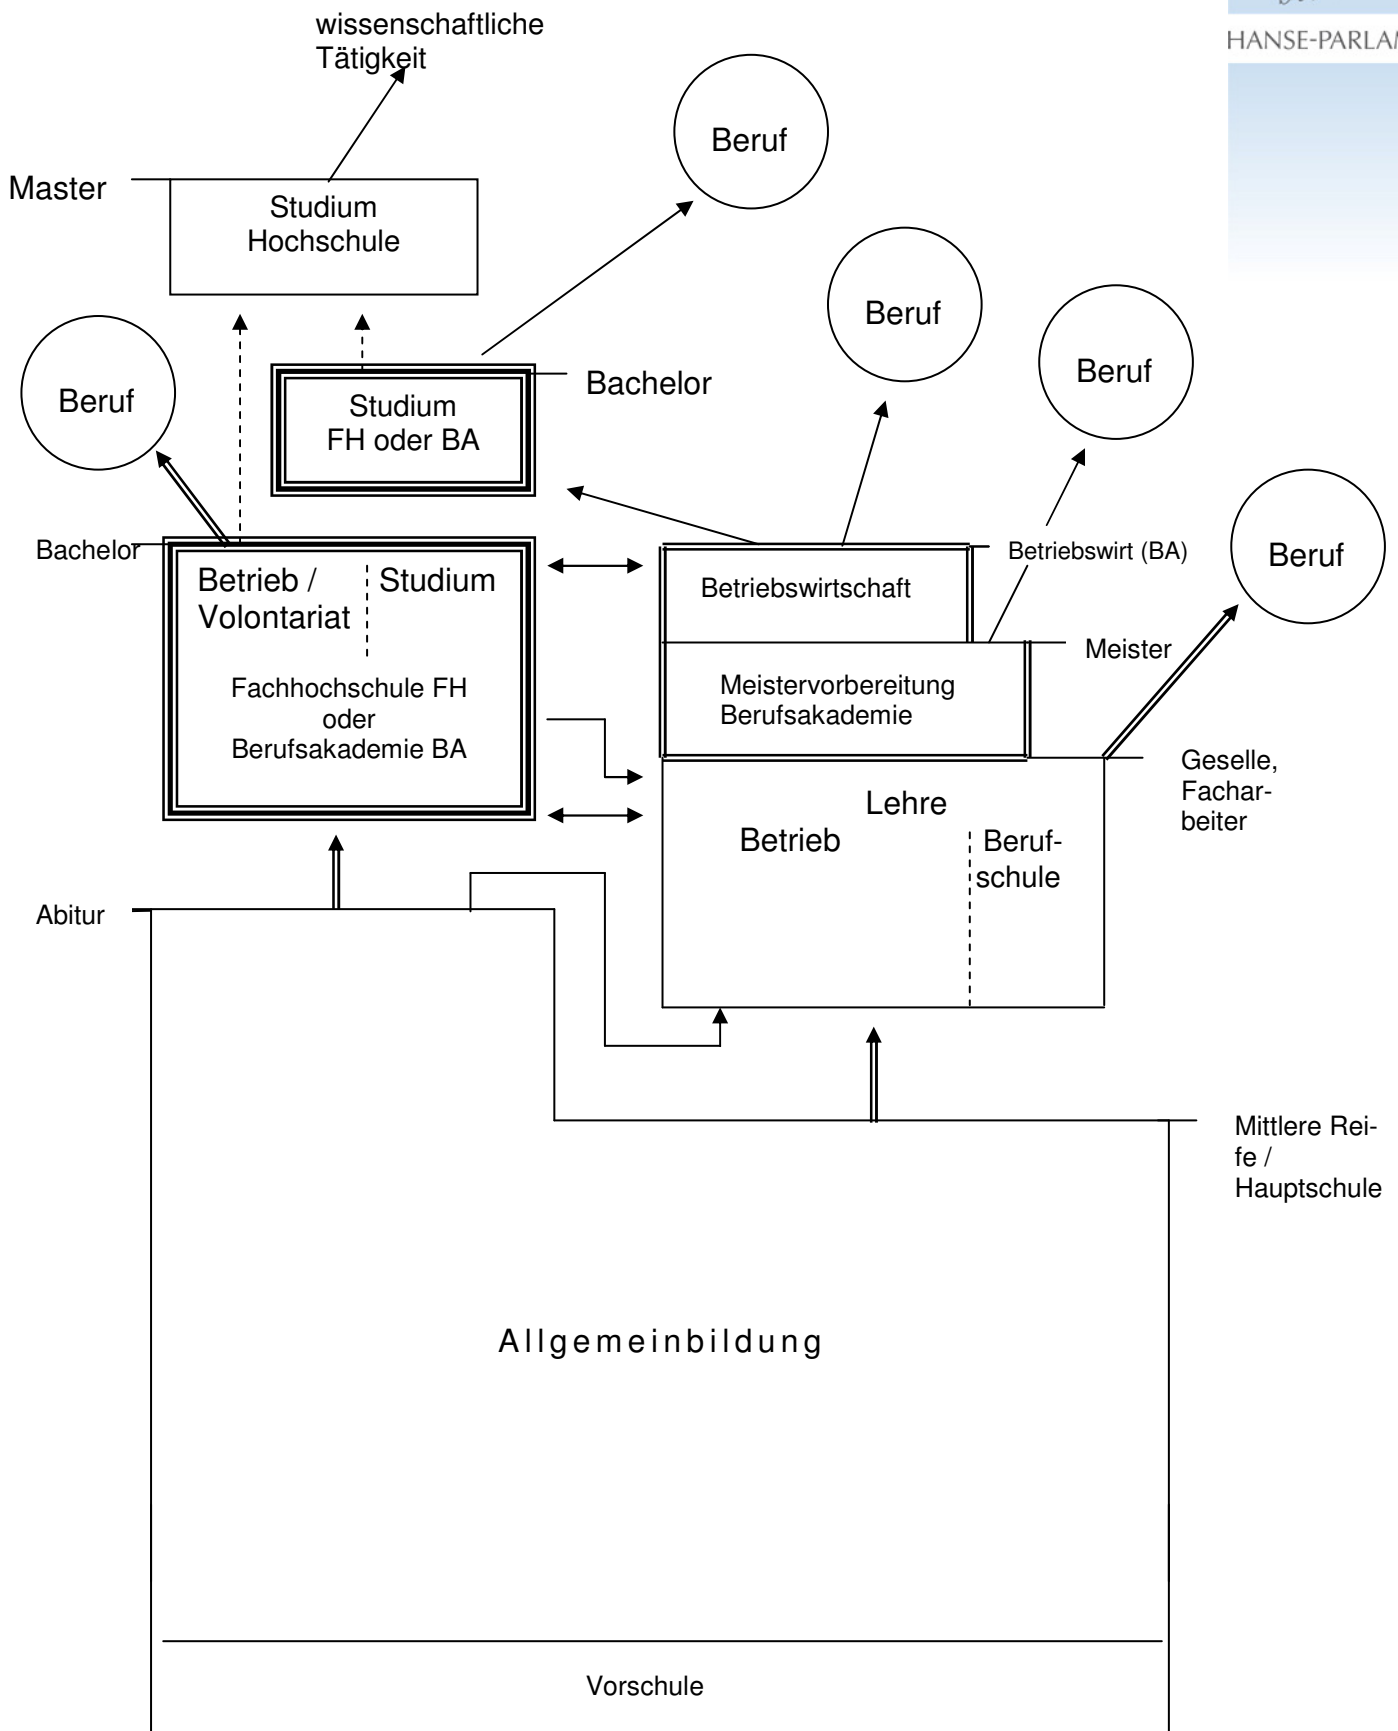 wissenschaftliche
Tätigkeit
HANSE-PARLAM
Beruf
Master
Studium
Hochschule
Beruf
Beruf
Beruf
Bachelor
Studium
FH oder BA
Beruf
Bachelor
Betrieb /
Volontariat
Studium
Fachhochschule FH
oder
Berufsakademie BA
Betriebswirt (BA)
Betriebswirtschaft
Meister
Meistervorbereitung
Berufsakademie
Geselle,
Fachar-
beiter
Lehre
Betrieb
Beruf-
schule
Abitur
Mittlere Rei-
fe /
Hauptschule
Allgemeinbildung
Vorschule